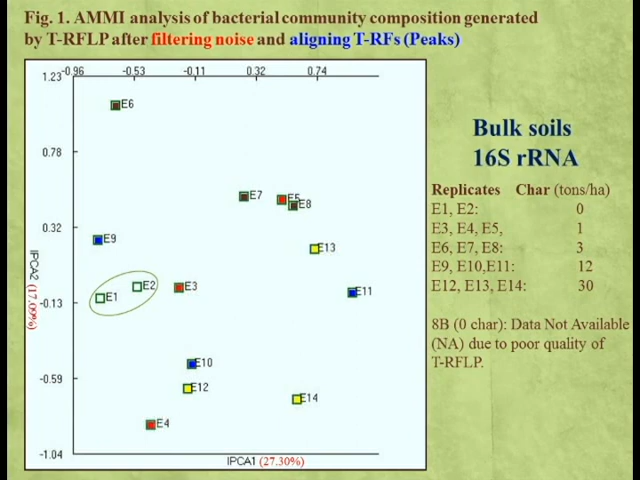 Fig. 1. AMMI analysis of bacterial community composition generated
by T-RFLP after filtering noise and aligning T-RFs (Peaks)
-0.96 -0.53 -0.11 0.32 0.74
1.23
E6
0.78
E7 E5
E8
0.32
E9
E13
E2
E1 E3 E11
-0.13
E10
-0.59
E12
E14
E4
-1.04
IPCA2 (17.09%)
IPCA1 (27.30%)
Bulk soils
16S rRNA
Replicates Char (tons/ha)
E1, E2: 0
E3, E4, E5, 1
E6, E7, E8: 3
E9, E10,E11: 12
E12, E13, E14: 30
8B (0 char): Data Not Available
(NA) due to poor quality of
T-RFLP.